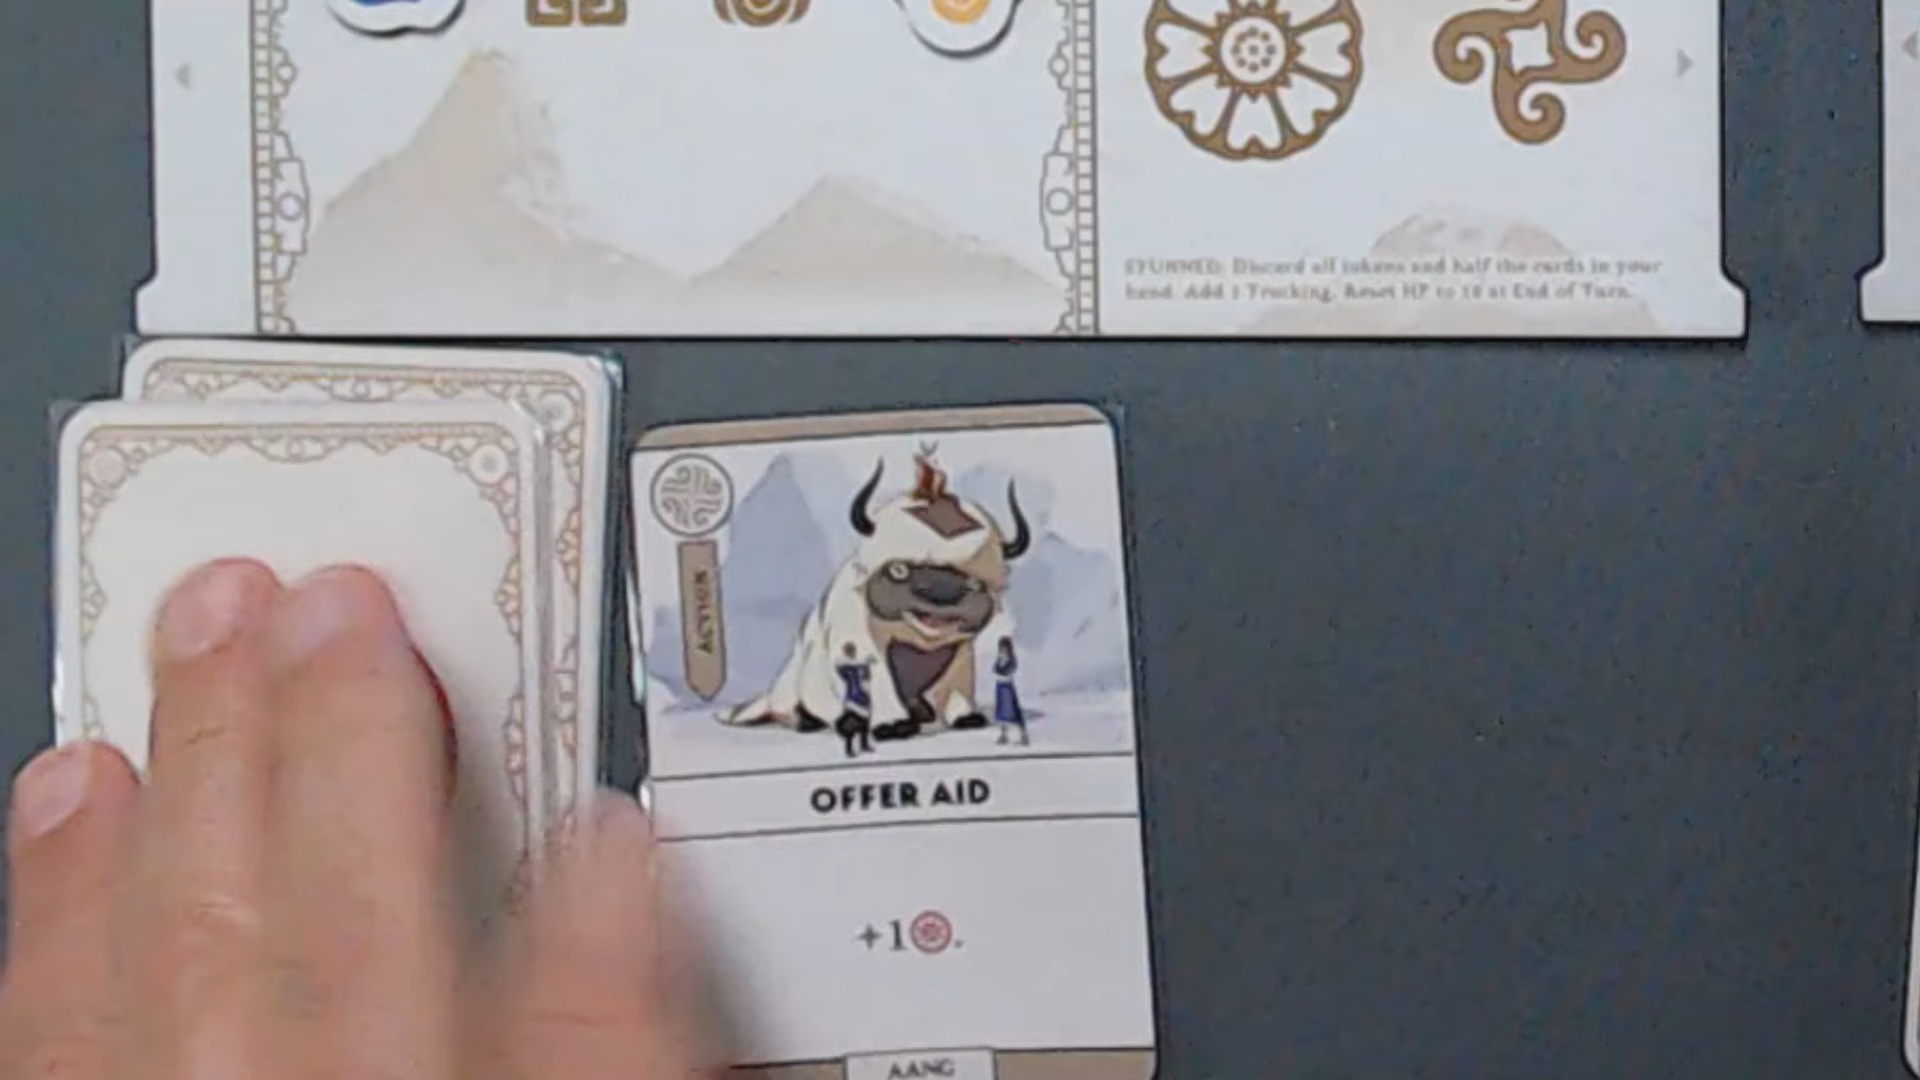 STUNNED: Discard all tokens and half the cards in your
hand. Add 1 Tracking. Reset HP to 10 at End of Turn.
ACTION
OFFER AID
+1.
AANG